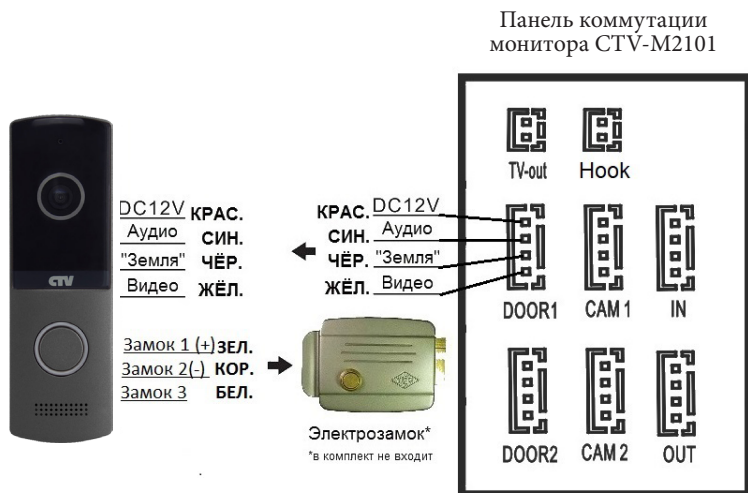 Панель коммутации
монитора CTV-M2101
TV-out
Hook
CTV
DC12V КРАС.
Аудио СИН.
"Земля" ЧЁР.
Видео ЖЁЛ.
КРАС. DC12V
СИН. Аудио
ЧЁР. "Земля"
ЖЁЛ. Видео
DOOR1
CAM 1
IN
Замок 1 (+) ЗЕЛ.
Замок 2(-) КОР.
Замок 3 БЕЛ.
Электрозамок*
*в комплект не входит
DOOR2
CAM 2
OUT